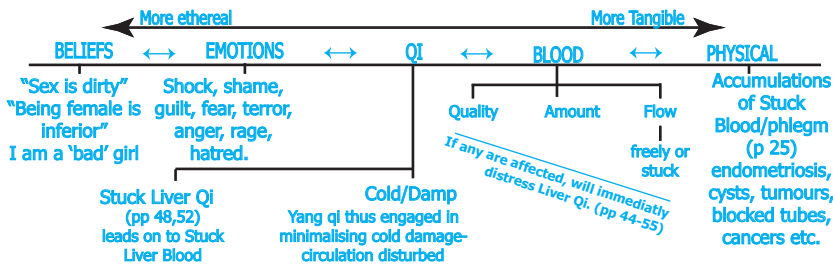 More ethereal
More Tangible
BELIEFS
EMOTIONS
QI
BLOOD
PHYSICAL
“Sex is dirty”
“Being female is
inferior”
I am a ‘bad’ girl
Shock, shame,
guilt, fear, terror,
anger, rage,
hatred.
Stuck Liver Qi
(pp 48,52)
leads on to Stuck
Liver Blood
Cold/Damp
Yang qi thus engaged in
minimalising cold damage-
circulation disturbed
Quality
Amount
Flow
freely or
stuck
If any are affected, will immediatly
distress Liver Qi. (pp 44-55)
Accumulations
of Stuck
Blood/phlegm
(p 25)
endometriosis,
cysts, tumours,
blocked tubes,
cancers etc.